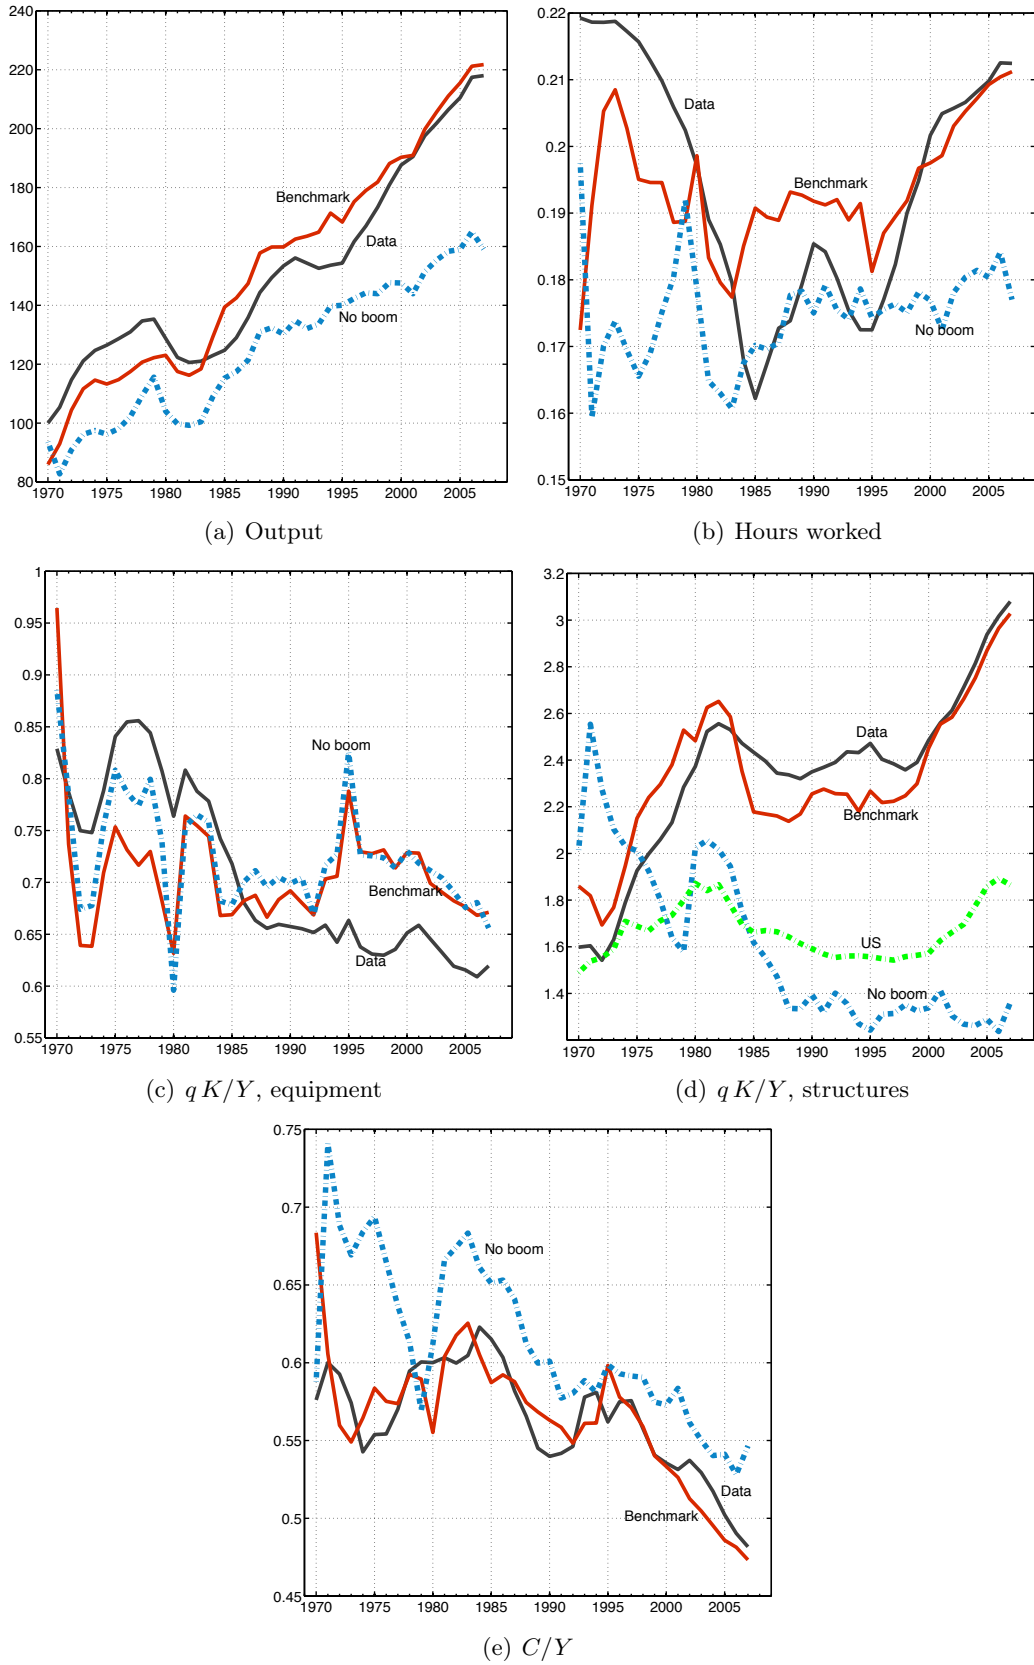 240
220
200
180
160
140
120
100
80
1970 1975 1980 1985 1990 1995 2000 2005
Benchmark
Data
No boom
(a) Output
0.22
0.21
0.2
0.19
0.18
0.17
0.16
0.15
1970 1975 1980 1985 1990 1995 2000 2005
Data
Benchmark
No boom
(b) Hours worked
1
0.95
0.9
0.85
0.8
0.75
0.7
0.65
0.6
0.55
1970 1975 1980 1985 1990 1995 2000 2005
No boom
Benchmark
Data
(c) q K/Y, equipment
3.2
3
2.8
2.6
2.4
2.2
2
1.8
1.6
1.4
1970 1975 1980 1985 1990 1995 2000 2005
Data
Benchmark
US
No boom
(d) q K/Y, structures
0.75
0.7
0.65
0.6
0.55
0.5
0.45
1970 1975 1980 1985 1990 1995 2000 2005
No boom
Data
Benchmark
(e) C/Y